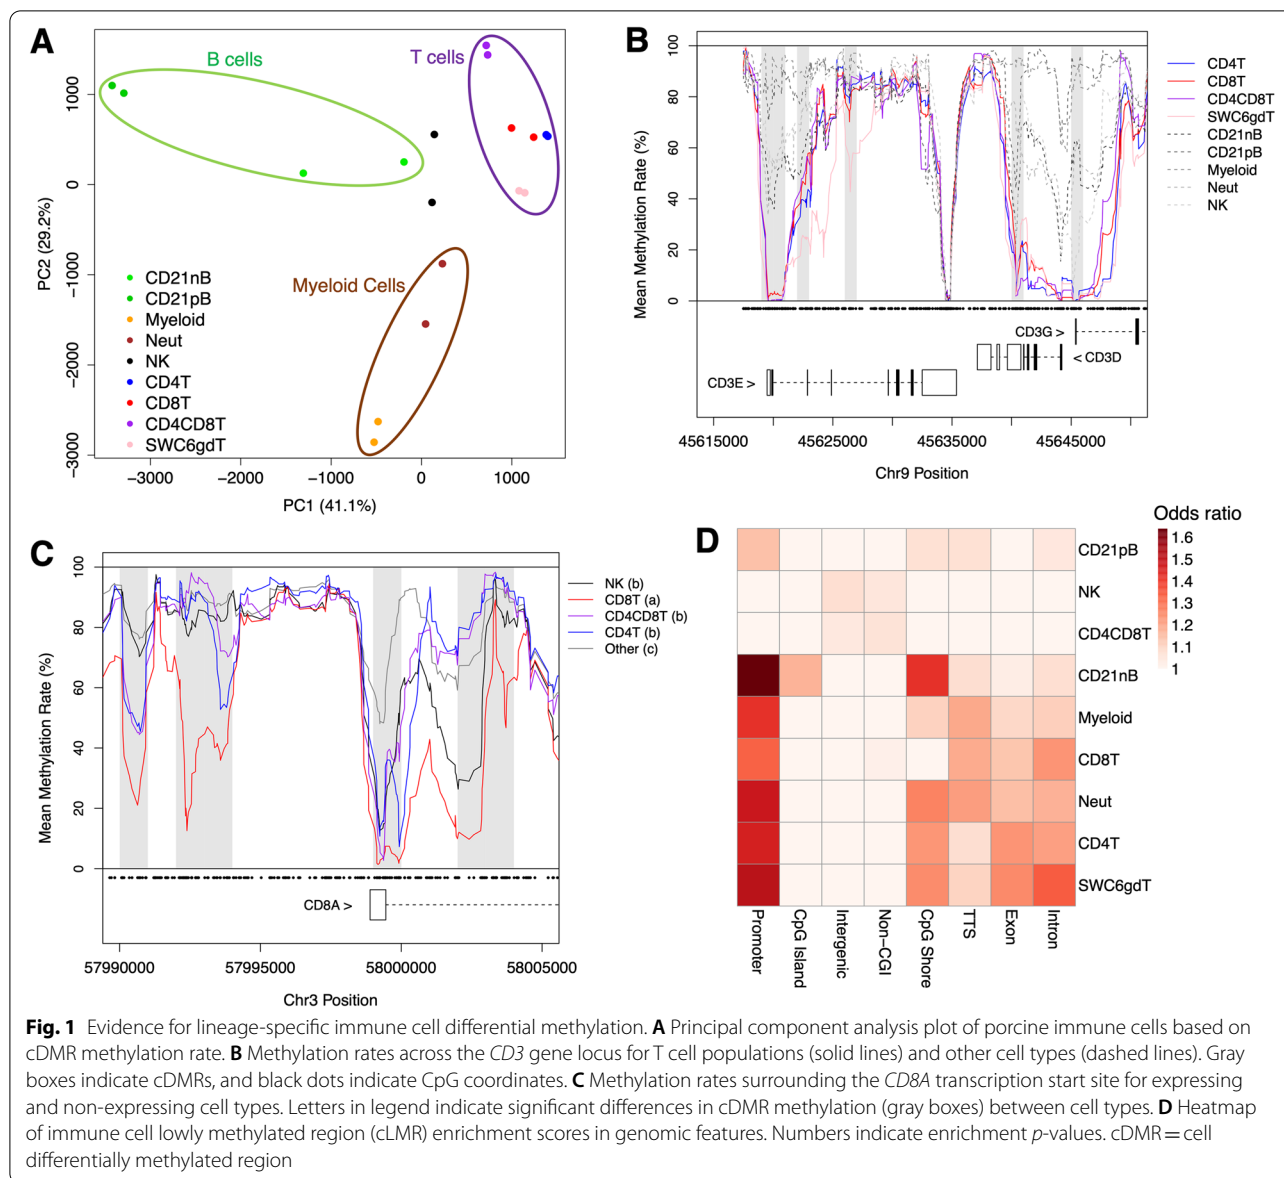 A
B cells
T cells
Myeloid Cells
PC2 (29.2%)
1000
0
−1000
−2000
−3000
CD21nB
CD21pB
Myeloid
Neut
NK
CD4T
CD8T
CD4CD8T
SWC6gdT
−3000 −2000 −1000 0 1000
PC1 (41.1%)
B
Mean Methylation Rate (%)
100
80
60
40
20
0
CD4T
CD8T
CD4CD8T
SWC6gdT
CD21nB
CD21pB
Myeloid
Neut
NK
CD3G >
< CD3D
CD3E >
45615000 45625000 45635000 45645000
Chr9 Position
C
Mean Methylation Rate (%)
100
80
60
40
20
0
NK (b)
CD8T (a)
CD4CD8T (b)
CD4T (b)
Other (c)
CD8A >
57990000 57995000 58000000 58005000
Chr3 Position
D
Odds ratio
1.6
1.5
1.4
1.3
1.2
1.1
1
CD21pB
NK
CD4CD8T
CD21nB
Myeloid
CD8T
Neut
CD4T
SWC6gdT
Promoter
CpG Island
Intergenic
Non−CGI
CpG Shore
TTS
Exon
Intron
Fig. 1 Evidence for lineage-specific immune cell differential methylation. A Principal component analysis plot of porcine immune cells based on
cDMR methylation rate. B Methylation rates across the CD3 gene locus for T cell populations (solid lines) and other cell types (dashed lines). Gray
boxes indicate cDMRs, and black dots indicate CpG coordinates. C Methylation rates surrounding the CD8A transcription start site for expressing
and non-expressing cell types. Letters in legend indicate significant differences in cDMR methylation (gray boxes) between cell types. D Heatmap
of immune cell lowly methylated region (cLMR) enrichment scores in genomic features. Numbers indicate enrichment p-values. cDMR = cell
differentially methylated region